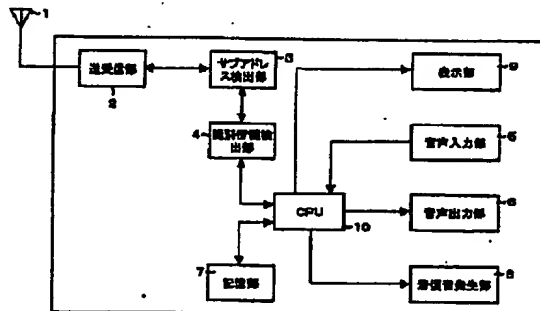 1
送受信部
2
サブアドレ
ス検出部
3
4
識別情報検
出部
CPU
10
7
記憶部
表示部
9
音声入力部
5
音声出力部
6
着信音発生部
8